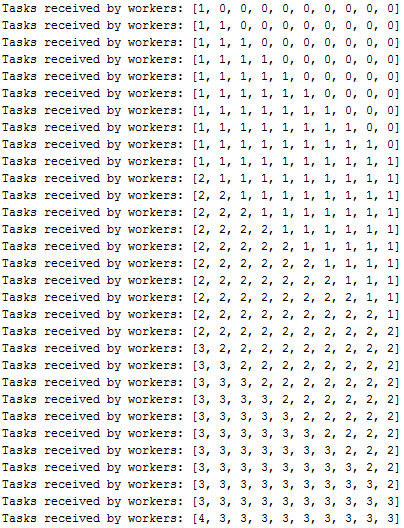 Tasks received by workers: [1, 0, 0, 0, 0, 0, 0, 0, 0, 0]
Tasks received by workers: [1, 1, 0, 0, 0, 0, 0, 0, 0, 0]
Tasks received by workers: [1, 1, 1, 0, 0, 0, 0, 0, 0, 0]
Tasks received by workers: [1, 1, 1, 1, 0, 0, 0, 0, 0, 0]
Tasks received by workers: [1, 1, 1, 1, 1, 0, 0, 0, 0, 0]
Tasks received by workers: [1, 1, 1, 1, 1, 1, 0, 0, 0, 0]
Tasks received by workers: [1, 1, 1, 1, 1, 1, 1, 0, 0, 0]
Tasks received by workers: [1, 1, 1, 1, 1, 1, 1, 1, 0, 0]
Tasks received by workers: [1, 1, 1, 1, 1, 1, 1, 1, 1, 0]
Tasks received by workers: [1, 1, 1, 1, 1, 1, 1, 1, 1, 1]
Tasks received by workers: [2, 1, 1, 1, 1, 1, 1, 1, 1, 1]
Tasks received by workers: [2, 2, 1, 1, 1, 1, 1, 1, 1, 1]
Tasks received by workers: [2, 2, 2, 1, 1, 1, 1, 1, 1, 1]
Tasks received by workers: [2, 2, 2, 2, 1, 1, 1, 1, 1, 1]
Tasks received by workers: [2, 2, 2, 2, 2, 1, 1, 1, 1, 1]
Tasks received by workers: [2, 2, 2, 2, 2, 2, 1, 1, 1, 1]
Tasks received by workers: [2, 2, 2, 2, 2, 2, 2, 1, 1, 1]
Tasks received by workers: [2, 2, 2, 2, 2, 2, 2, 2, 1, 1]
Tasks received by workers: [2, 2, 2, 2, 2, 2, 2, 2, 2, 1]
Tasks received by workers: [2, 2, 2, 2, 2, 2, 2, 2, 2, 2]
Tasks received by workers: [3, 2, 2, 2, 2, 2, 2, 2, 2, 2]
Tasks received by workers: [3, 3, 2, 2, 2, 2, 2, 2, 2, 2]
Tasks received by workers: [3, 3, 3, 2, 2, 2, 2, 2, 2, 2]
Tasks received by workers: [3, 3, 3, 3, 2, 2, 2, 2, 2, 2]
Tasks received by workers: [3, 3, 3, 3, 3, 2, 2, 2, 2, 2]
Tasks received by workers: [3, 3, 3, 3, 3, 3, 2, 2, 2, 2]
Tasks received by workers: [3, 3, 3, 3, 3, 3, 3, 2, 2, 2]
Tasks received by workers: [3, 3, 3, 3, 3, 3, 3, 3, 2, 2]
Tasks received by workers: [3, 3, 3, 3, 3, 3, 3, 3, 3, 2]
Tasks received by workers: [3, 3, 3, 3, 3, 3, 3, 3, 3, 3]
Tasks received by workers: [4, 3, 3, 3, 3, 3, 3, 3, 3, 3]